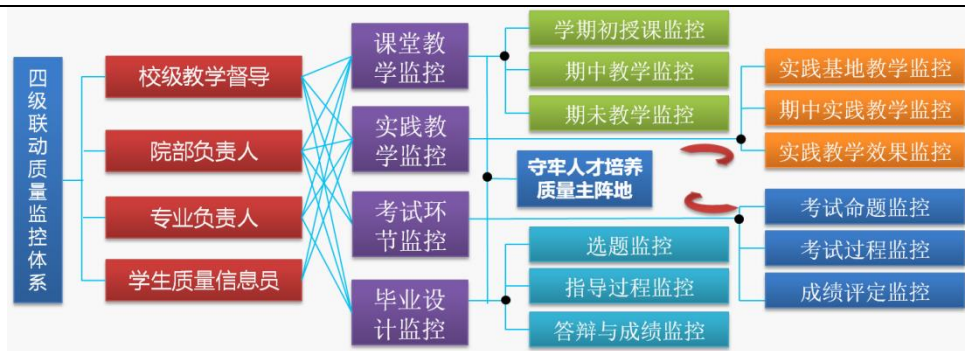 四级联动质量监控体系
校级教学督导
院部负责人
专业负责人
学生质量信息员
课堂教
学监控
实践教
学监控
考试环
节监控
毕业设
计监控
学期初授课监控
期中教学监控
期未教学监控
守牢人才培养
质量主阵地
选题监控
指导过程监控
答辩与成绩监控
实践基地教学监控
期中实践教学监控
实践教学效果监控
考试命题监控
考试过程监控
成绩评定监控